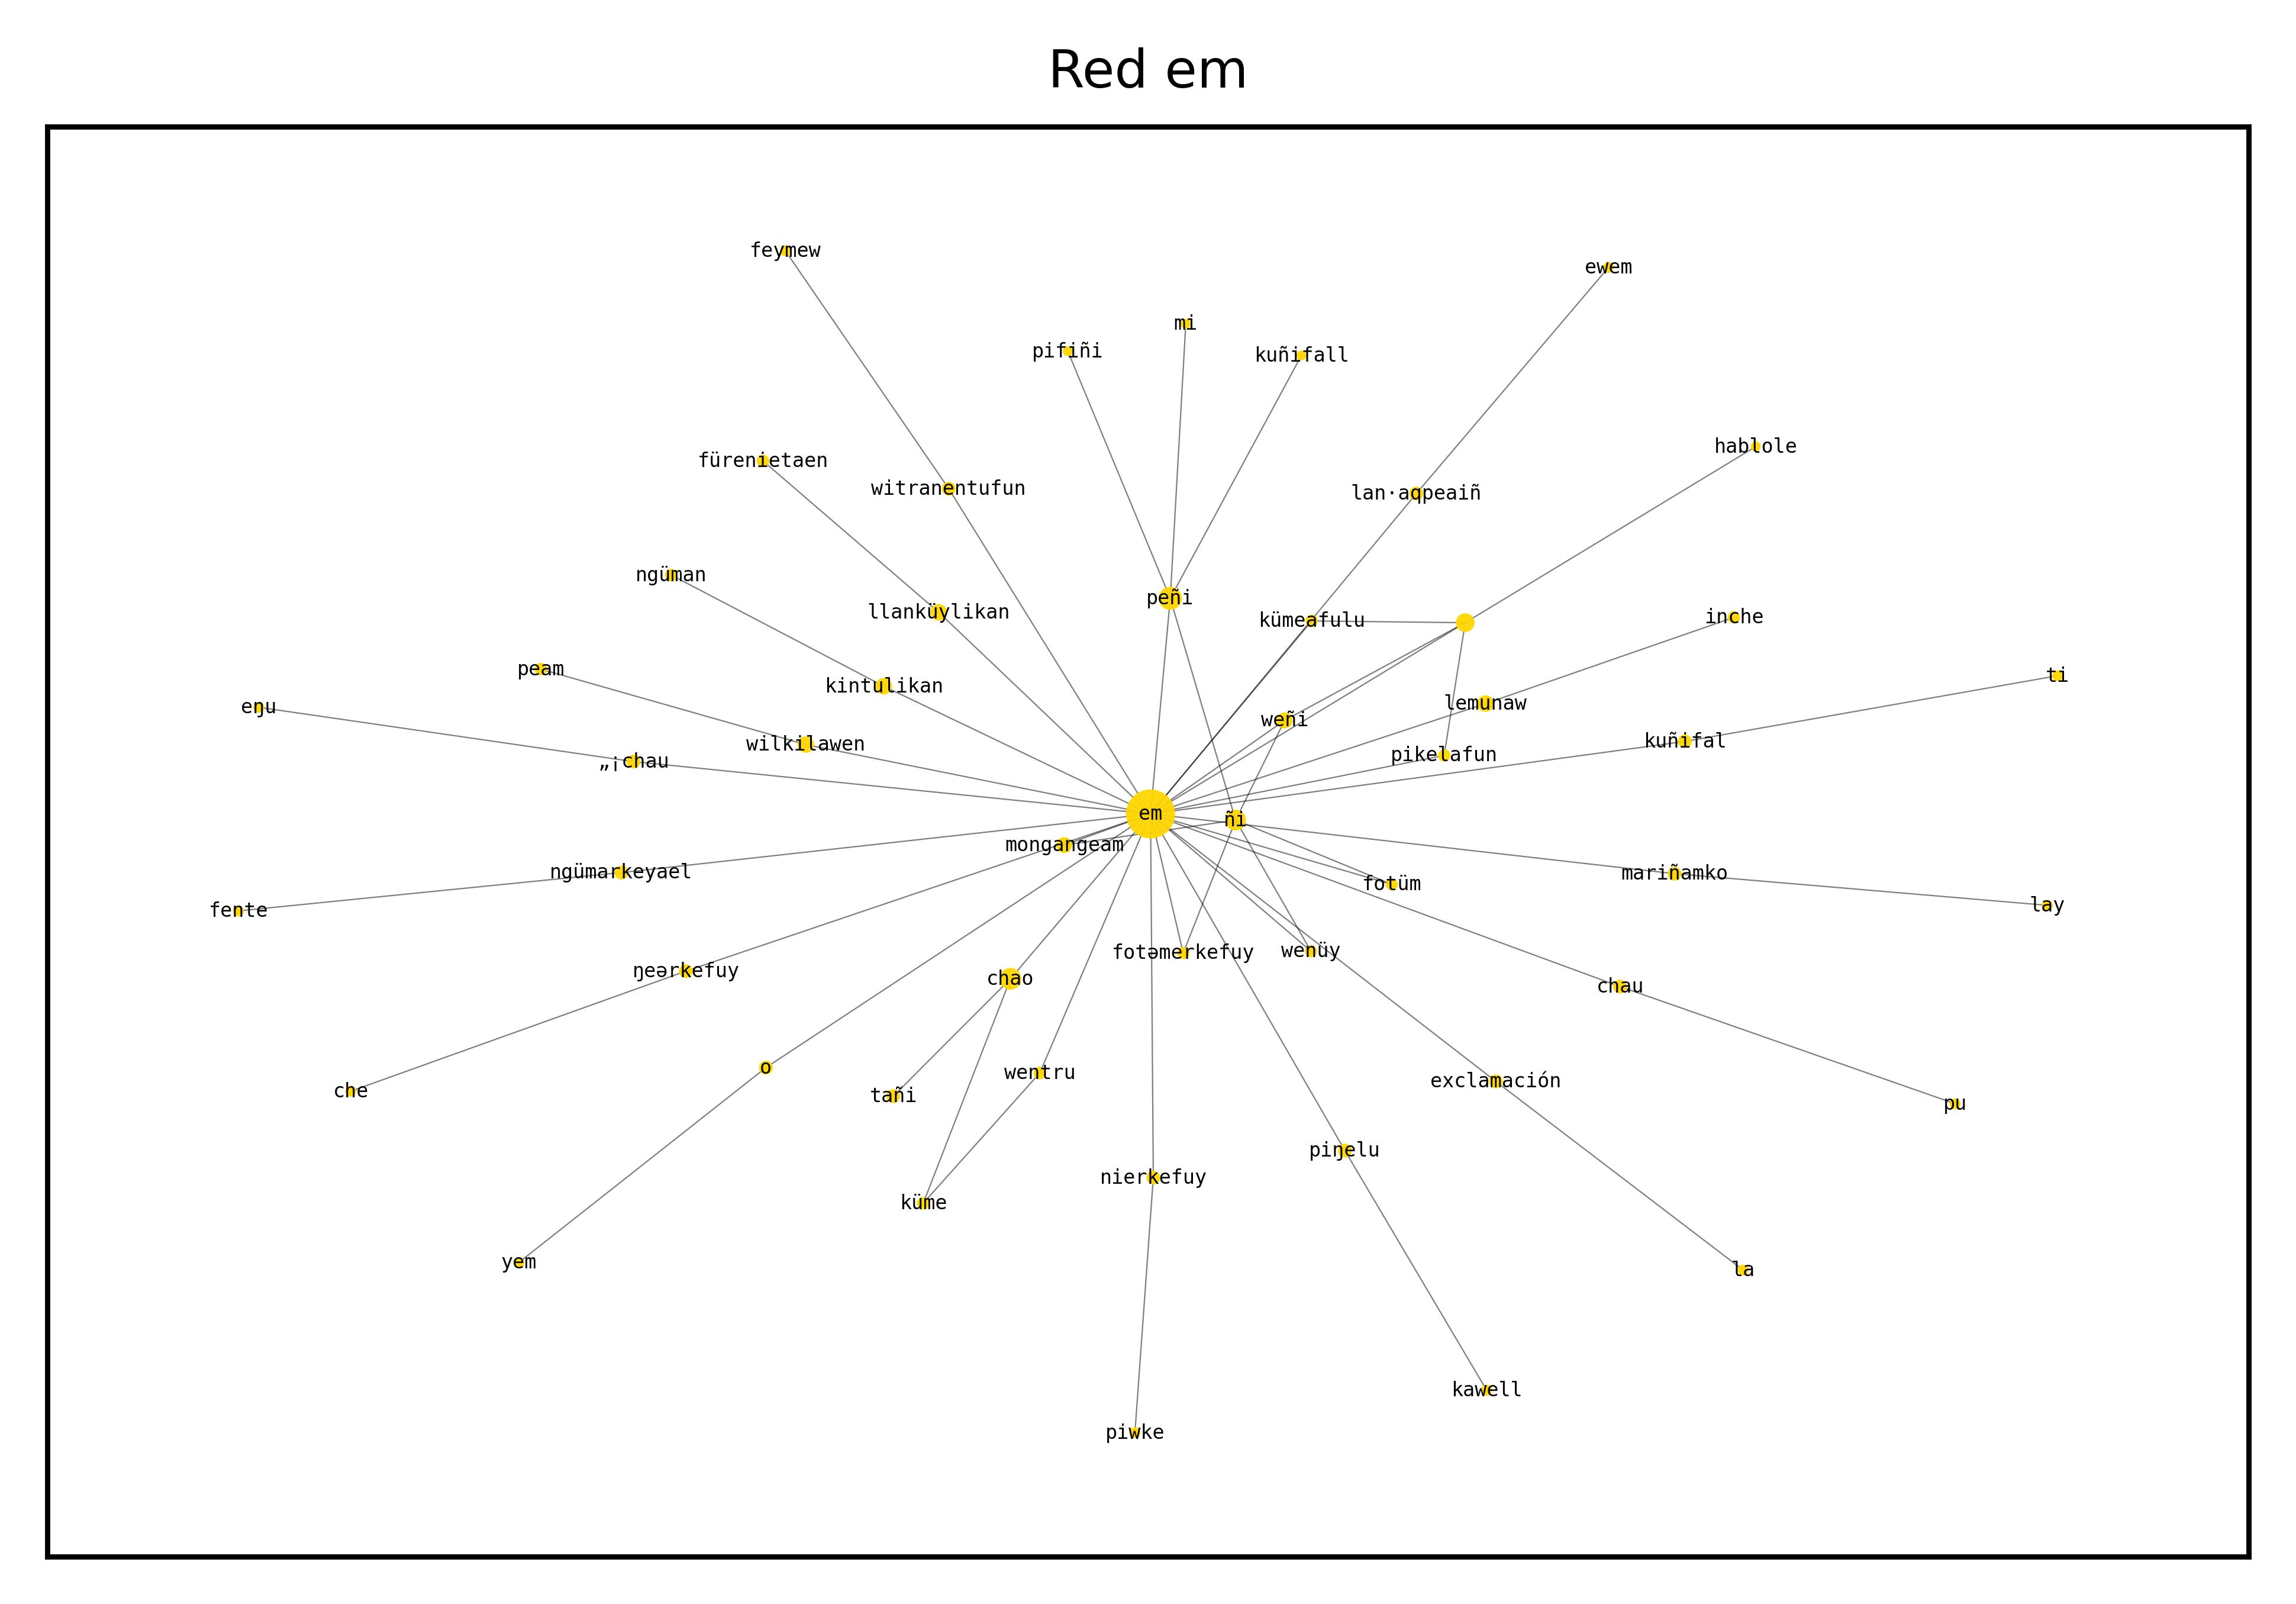 Red em
feymew
ewem
mi
pifiñi
kuñifall
hablole
fürenietaen
witranentufun
lan·aqpeaiñ
ngüman
peñi
llanküylikan
kümeafulu
inche
peam
ti
kintulikan
eŋu
lemunaw
weñi
wilkilawen
kuñifal
„¡chau
pikelafun
em
ñi
mongangeam
ngümarkeyael
mariñamko
fotüm
fente
lay
fotəmerkefuy
wenüy
ŋeərkefuy
chao
chau
o
wentru
exclamación
che
tañi
pu
piŋelu
nierkefuy
küme
yem
la
kawell
piwke